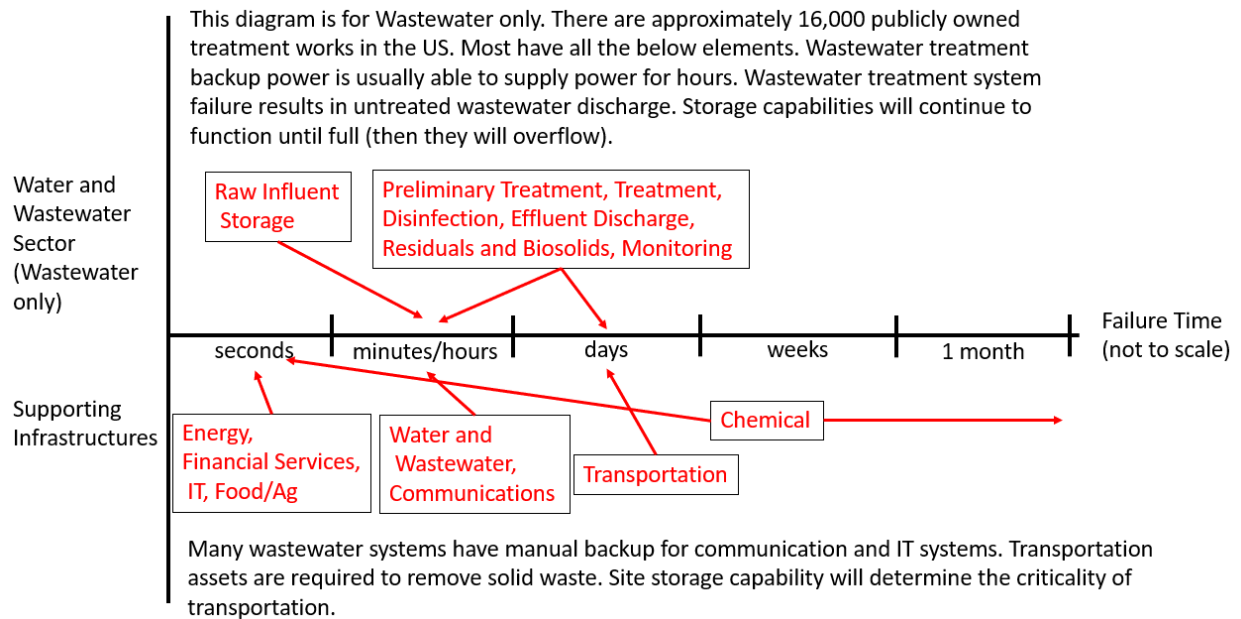 This diagram is for Wastewater only. There are approximately 16,000 publicly owned
treatment works in the US. Most have all the below elements. Wastewater treatment
backup power is usually able to supply power for hours. Wastewater treatment system
failure results in untreated wastewater discharge. Storage capabilities will continue to
function until full (then they will overflow).
Water and
Wastewater
Sector
(Wastewater
only)
Raw Influent
Storage
Preliminary Treatment, Treatment,
Disinfection, Effluent Discharge,
Residuals and Biosolids, Monitoring
seconds
minutes/hours
days
weeks
1 month
Failure Time
(not to scale)
Supporting
Infrastructures
Energy,
Financial Services,
IT, Food/Ag
Water and
Wastewater,
Communications
Transportation
Chemical
Many wastewater systems have manual backup for communication and IT systems. Transportation
assets are required to remove solid waste. Site storage capability will determine the criticality of
transportation.